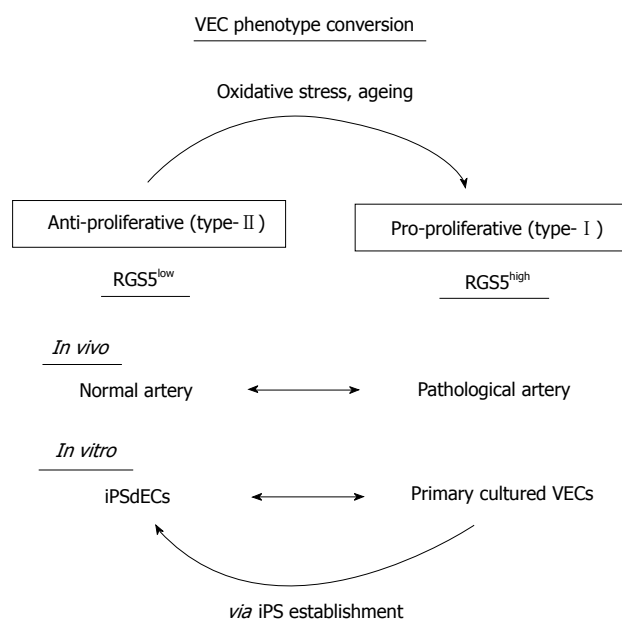 VEC phenotype conversion
Oxidative stress, ageing
Anti-proliferative (type-Ⅱ)
Pro-proliferative (type-Ⅰ)
RGS5low
RGS5high
In vivo
Normal artery
Pathological artery
In vitro
iPSdECs
Primary cultured VECs
via iPS establishment